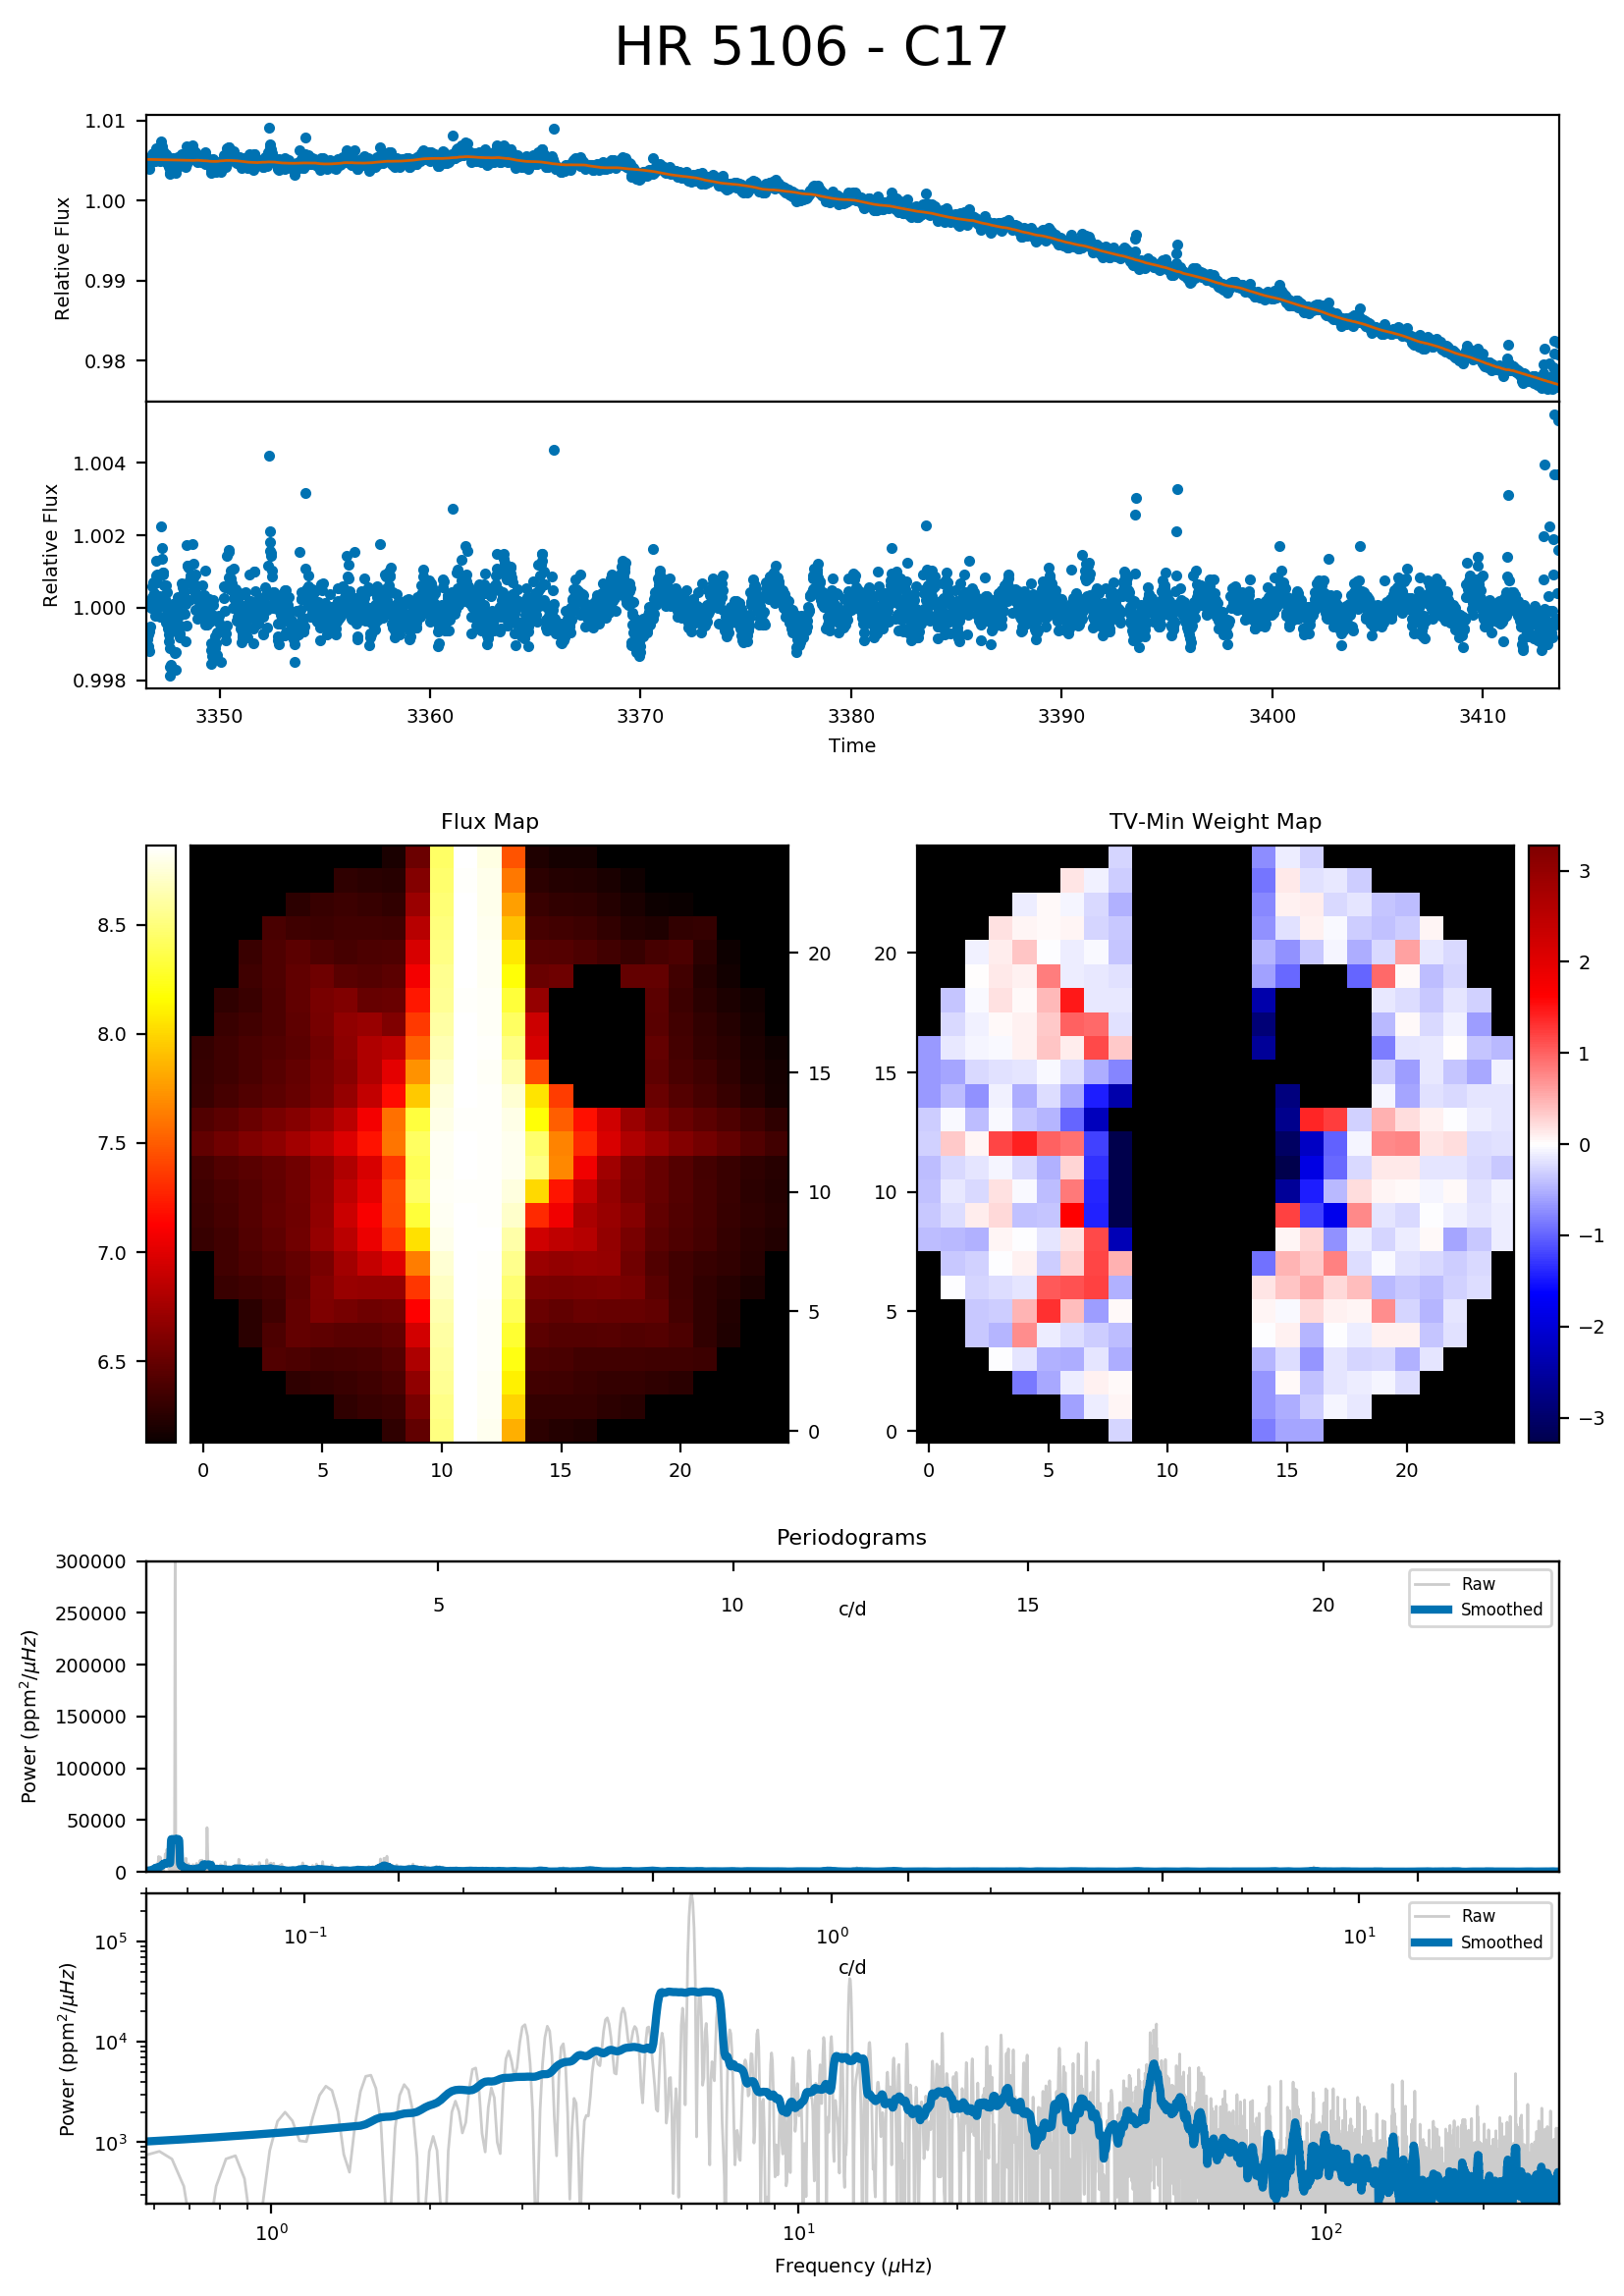 HR 5106 - C17
1.01
1.00
0.99
0.98
Relative Flux
1.004
1.002
1.000
0.998
Relative Flux
3350 3360 3370 3380 3390 3400 3410
Time
Flux Map
8.5
8.0
7.5
7.0
6.5
20
15
10
5
0
0 5 10 15 20
TV-Min Weight Map
20
15
10
5
0
0 5 10 15 20
3
2
1
0
−1
−2
−3
Periodograms
300000
250000
200000
150000
100000
50000
0
Power (ppm²/μHz)
5 10 15 20
c/d
Raw
Smoothed
10⁵
10⁴
10³
Power (ppm²/μHz)
10⁻¹ 10⁰ 10¹
c/d
Raw
Smoothed
10⁰ 10¹ 10²
Frequency (μHz)